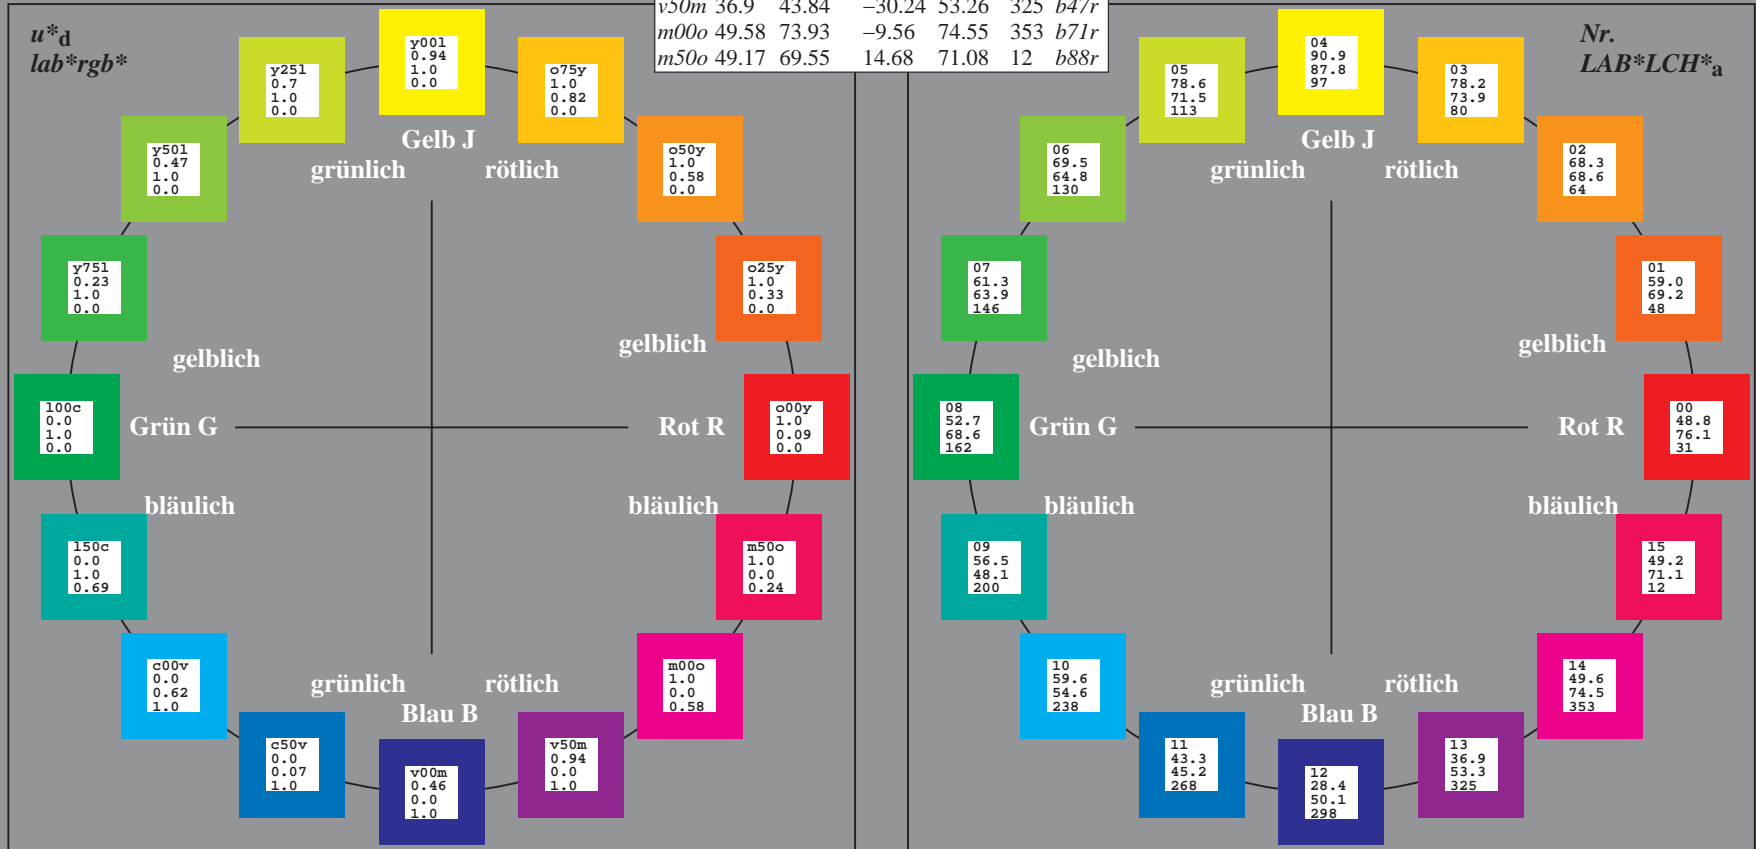 v50m 36.9 43.84 −30.24 53.26 325 b47r
m00o 49.58 73.93 −9.56 74.55 353 b71r
m50o 49.17 69.55 14.68 71.08 12 b88r
u*d
lab*rgb*
y00l
0.94
1.0
0.0
y25l
0.7
1.0
0.0
o75y
1.0
0.82
0.0
Gelb J
grünlich rötlich
y50l
0.47
1.0
0.0
o50y
1.0
0.58
0.0
y75l
0.23
1.0
0.0
o25y
1.0
0.33
0.0
gelblich
gelblich
l00c
0.0
1.0
0.0
Grün G
Rot R
o00y
1.0
0.09
0.0
bläulich
bläulich
l50c
0.0
1.0
0.69
m50o
1.0
0.0
0.24
c00v
0.0
0.62
1.0
m00o
1.0
0.0
0.58
grünlich rötlich
Blau B
c50v
0.0
0.07
1.0
v00m
0.46
0.0
1.0
v50m
0.94
0.0
1.0
Nr.
LAB*LCH*a
04
90.9
87.8
97
05
78.6
71.5
113
03
78.2
73.9
80
Gelb J
grünlich rötlich
06
69.5
64.8
130
02
68.3
68.6
64
07
61.3
63.9
146
01
59.0
69.2
48
gelblich
gelblich
08
52.7
68.6
162
Grün G
Rot R
00
48.8
76.1
31
bläulich
bläulich
09
56.5
48.1
200
15
49.2
71.1
12
10
59.6
54.6
238
14
49.6
74.5
353
grünlich rötlich
Blau B
11
43.3
45.2
268
12
28.4
50.1
298
13
36.9
53.3
325